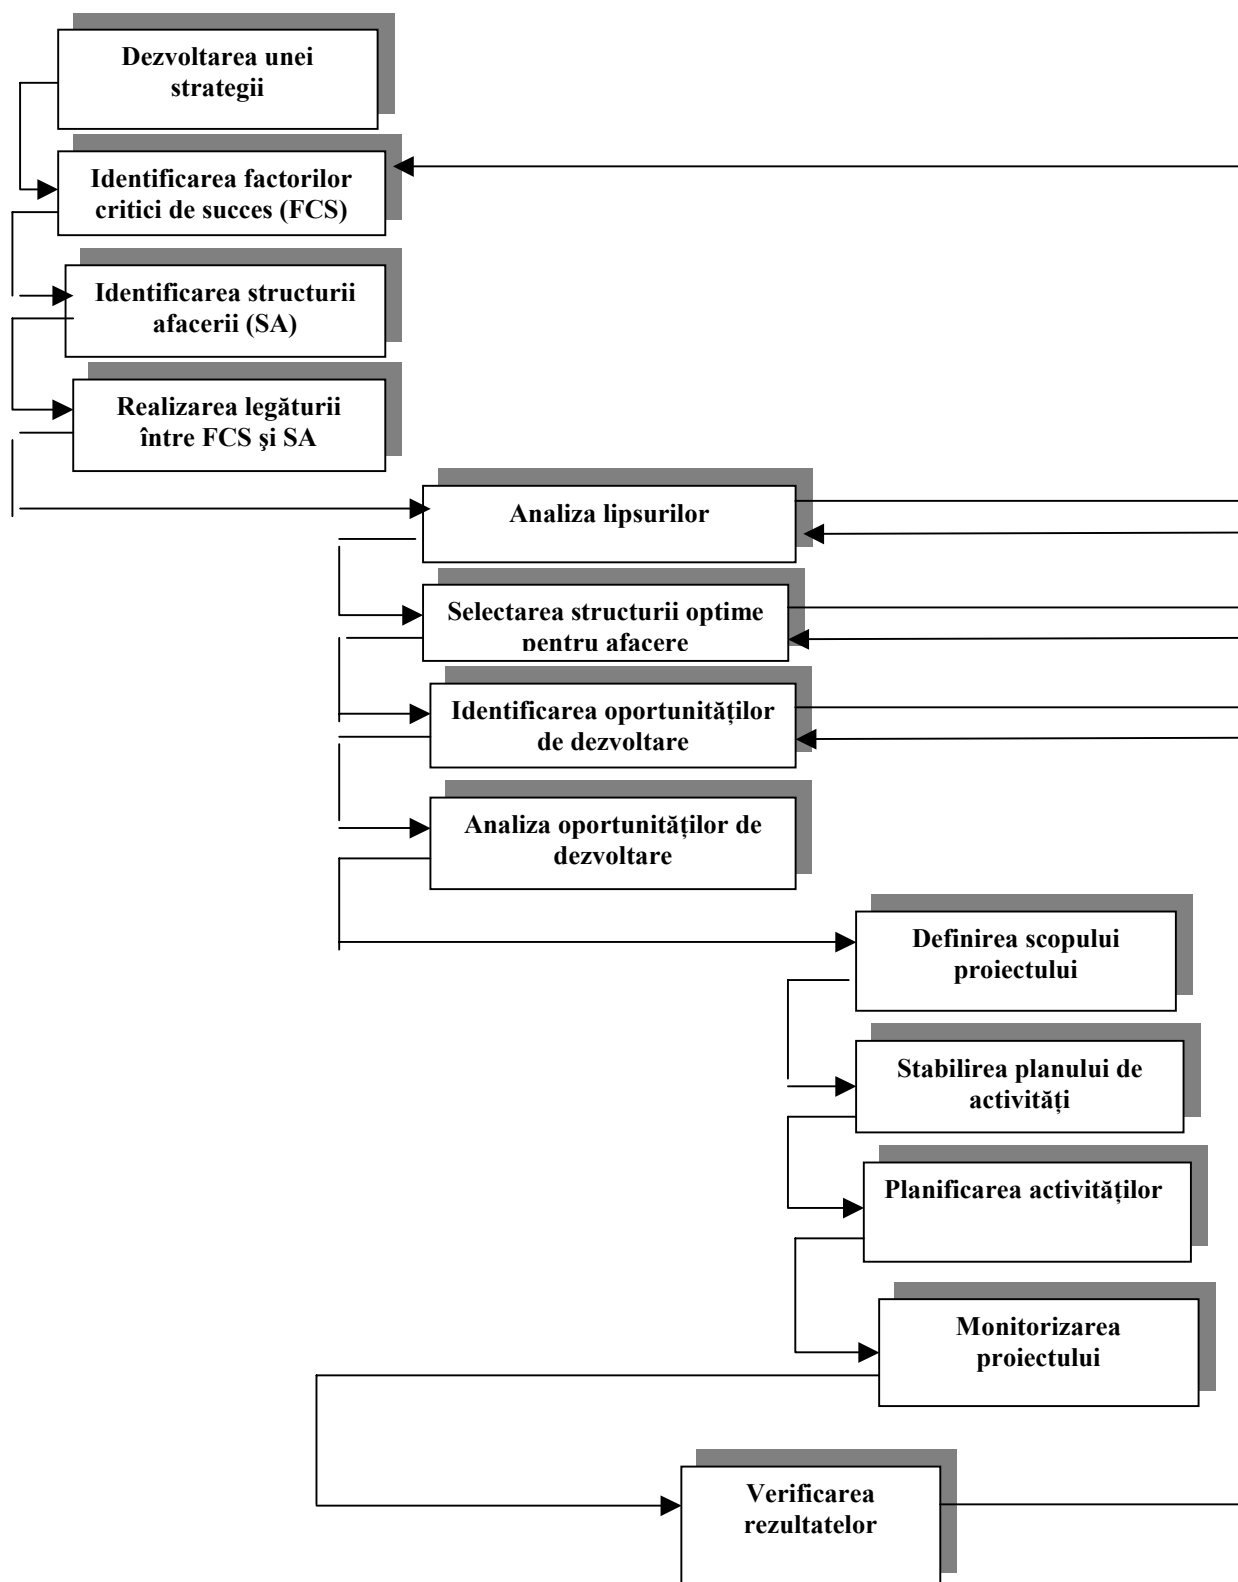 Dezvoltarea unei
strategii
Identificarea factorilor
critici de succes (FCS)
Identificarea structurii
afacerii (SA)
Realizarea legăturii
între FCS şi SA
Analiza lipsurilor
Selectarea structurii optime
pentru afacere
Identificarea oportunităților
de dezvoltare
Analiza oportunităților de
dezvoltare
Definirea scopului
proiectului
Stabilirea planului de
activități
Planificarea activităților
Monitorizarea
proiectului
Verificarea
rezultatelor